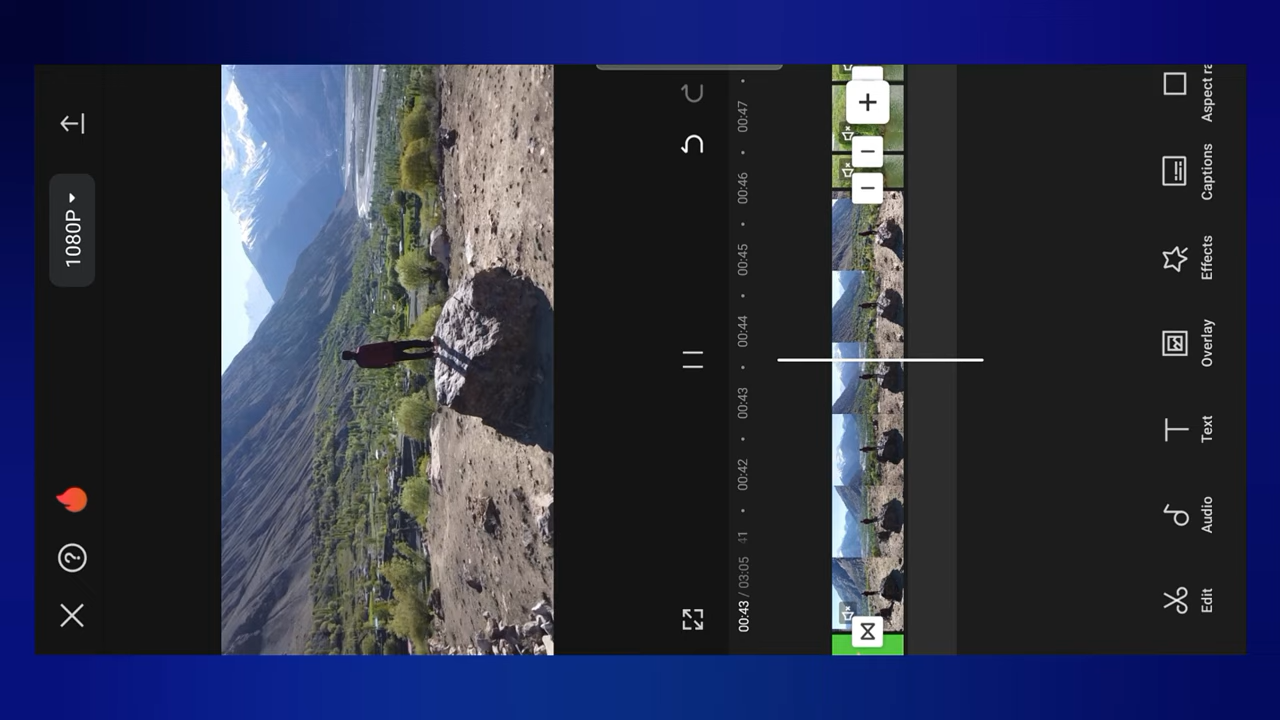 1080P
00:43 / 03:05
41
00:42
00:43
00:44
00:45
00:46
00:47
Edit
Audio
Text
Overlay
Effects
Captions
Aspect ra